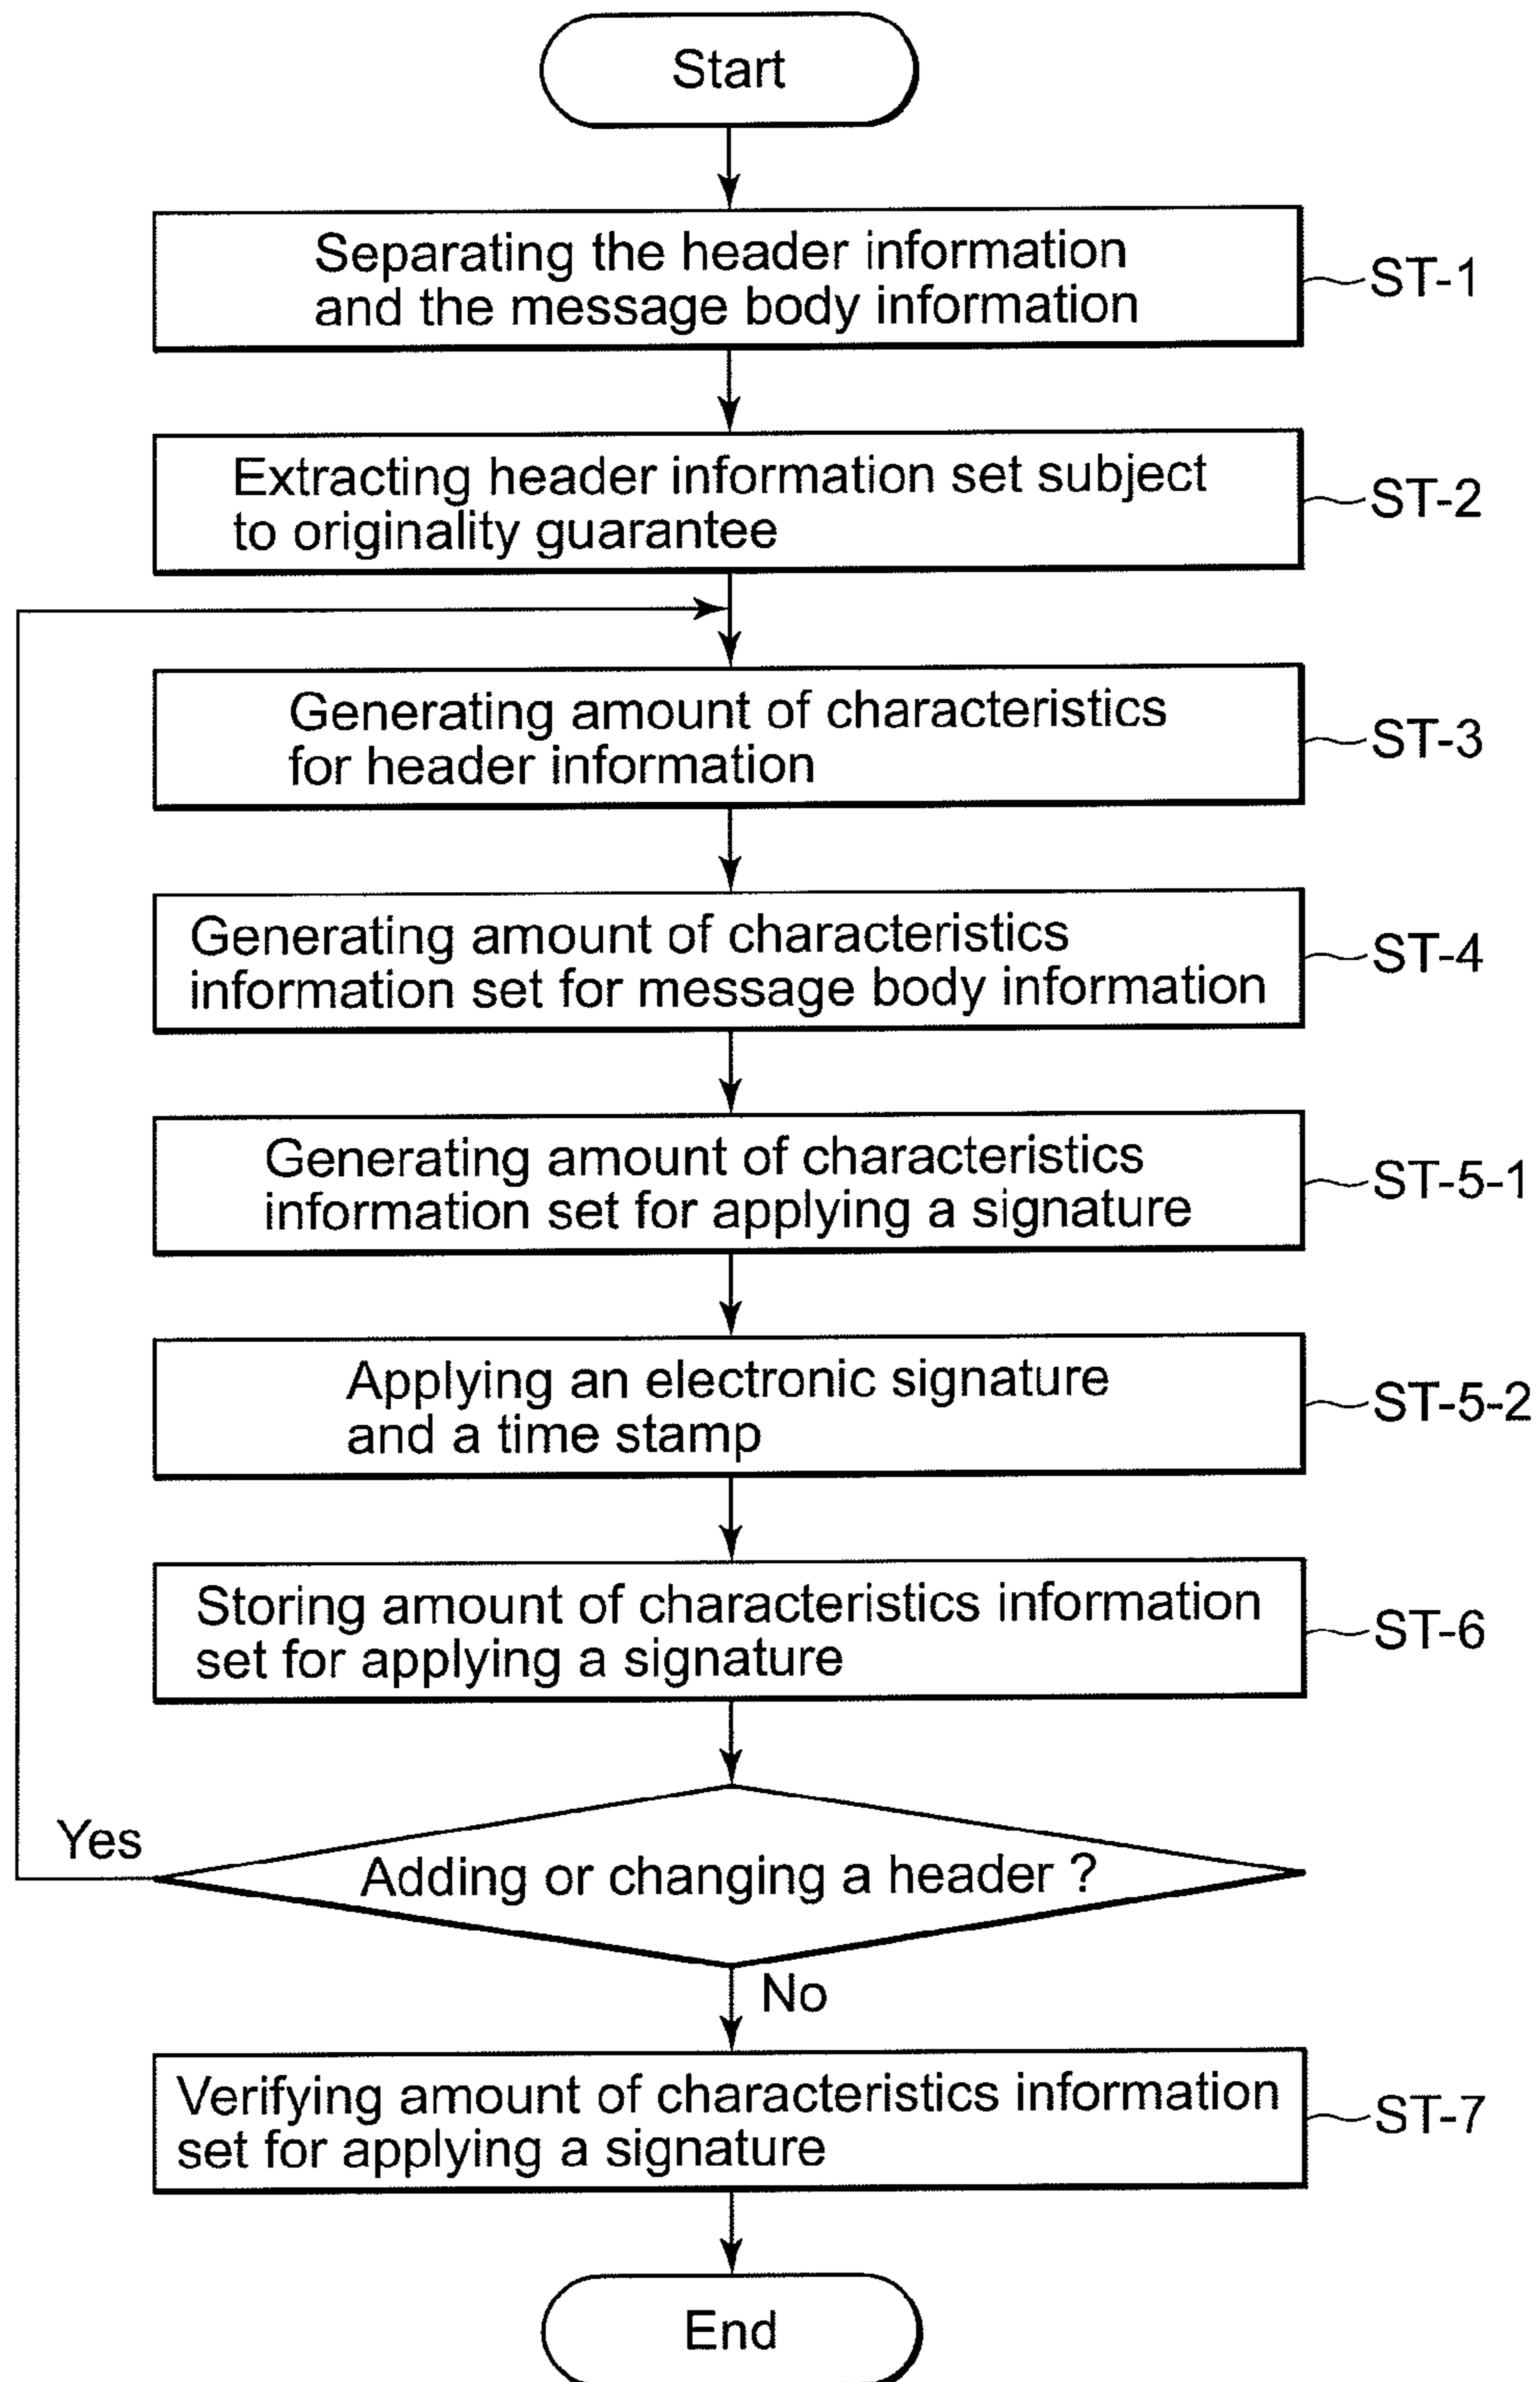 Start
Separating the header information
and the message body information
ST-1
Extracting header information set subject
to originality guarantee
ST-2
Generating amount of characteristics
for header information
ST-3
Generating amount of characteristics
information set for message body information
ST-4
Generating amount of characteristics
information set for applying a signature
ST-5-1
Applying an electronic signature
and a time stamp
ST-5-2
Storing amount of characteristics information
set for applying a signature
ST-6
Yes
Adding or changing a header ?
No
Verifying amount of characteristics information
set for applying a signature
ST-7
End